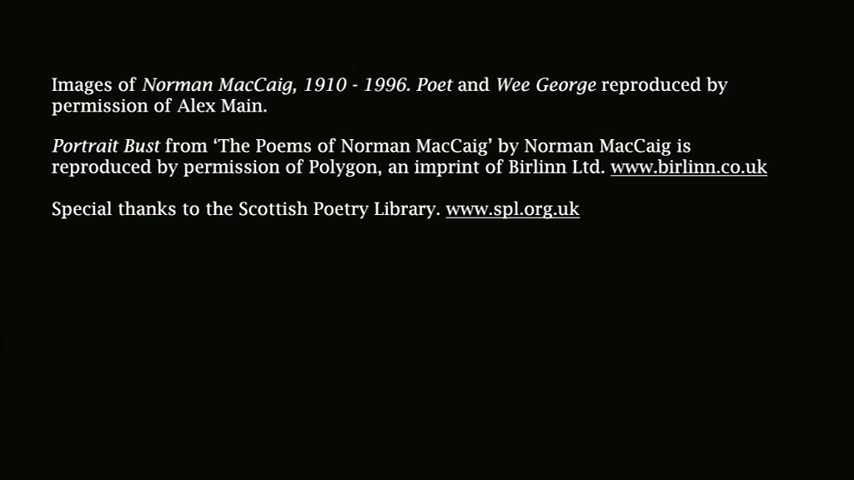 Images of Norman MacCaig, 1910 - 1996. Poet and Wee George reproduced by
permission of Alex Main.
Portrait Bust from ‘The Poems of Norman MacCaig’ by Norman MacCaig is
reproduced by permission of Polygon, an imprint of Birlinn Ltd. www.birlinn.co.uk
Special thanks to the Scottish Poetry Library. www.spl.org.uk